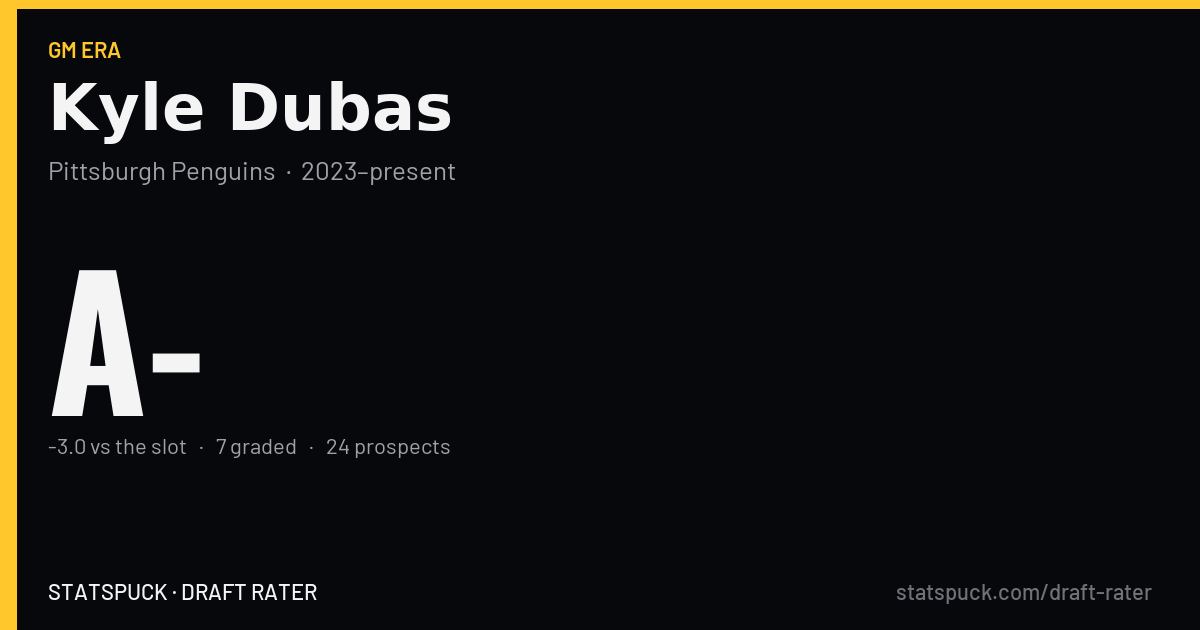 GM ERA
Kyle Dubas
Pittsburgh Penguins · 2023–present
A-
-3.0 vs the slot · 7 graded · 24 prospects
STATSPUCK · DRAFT RATER
statspuck.com/draft-rater